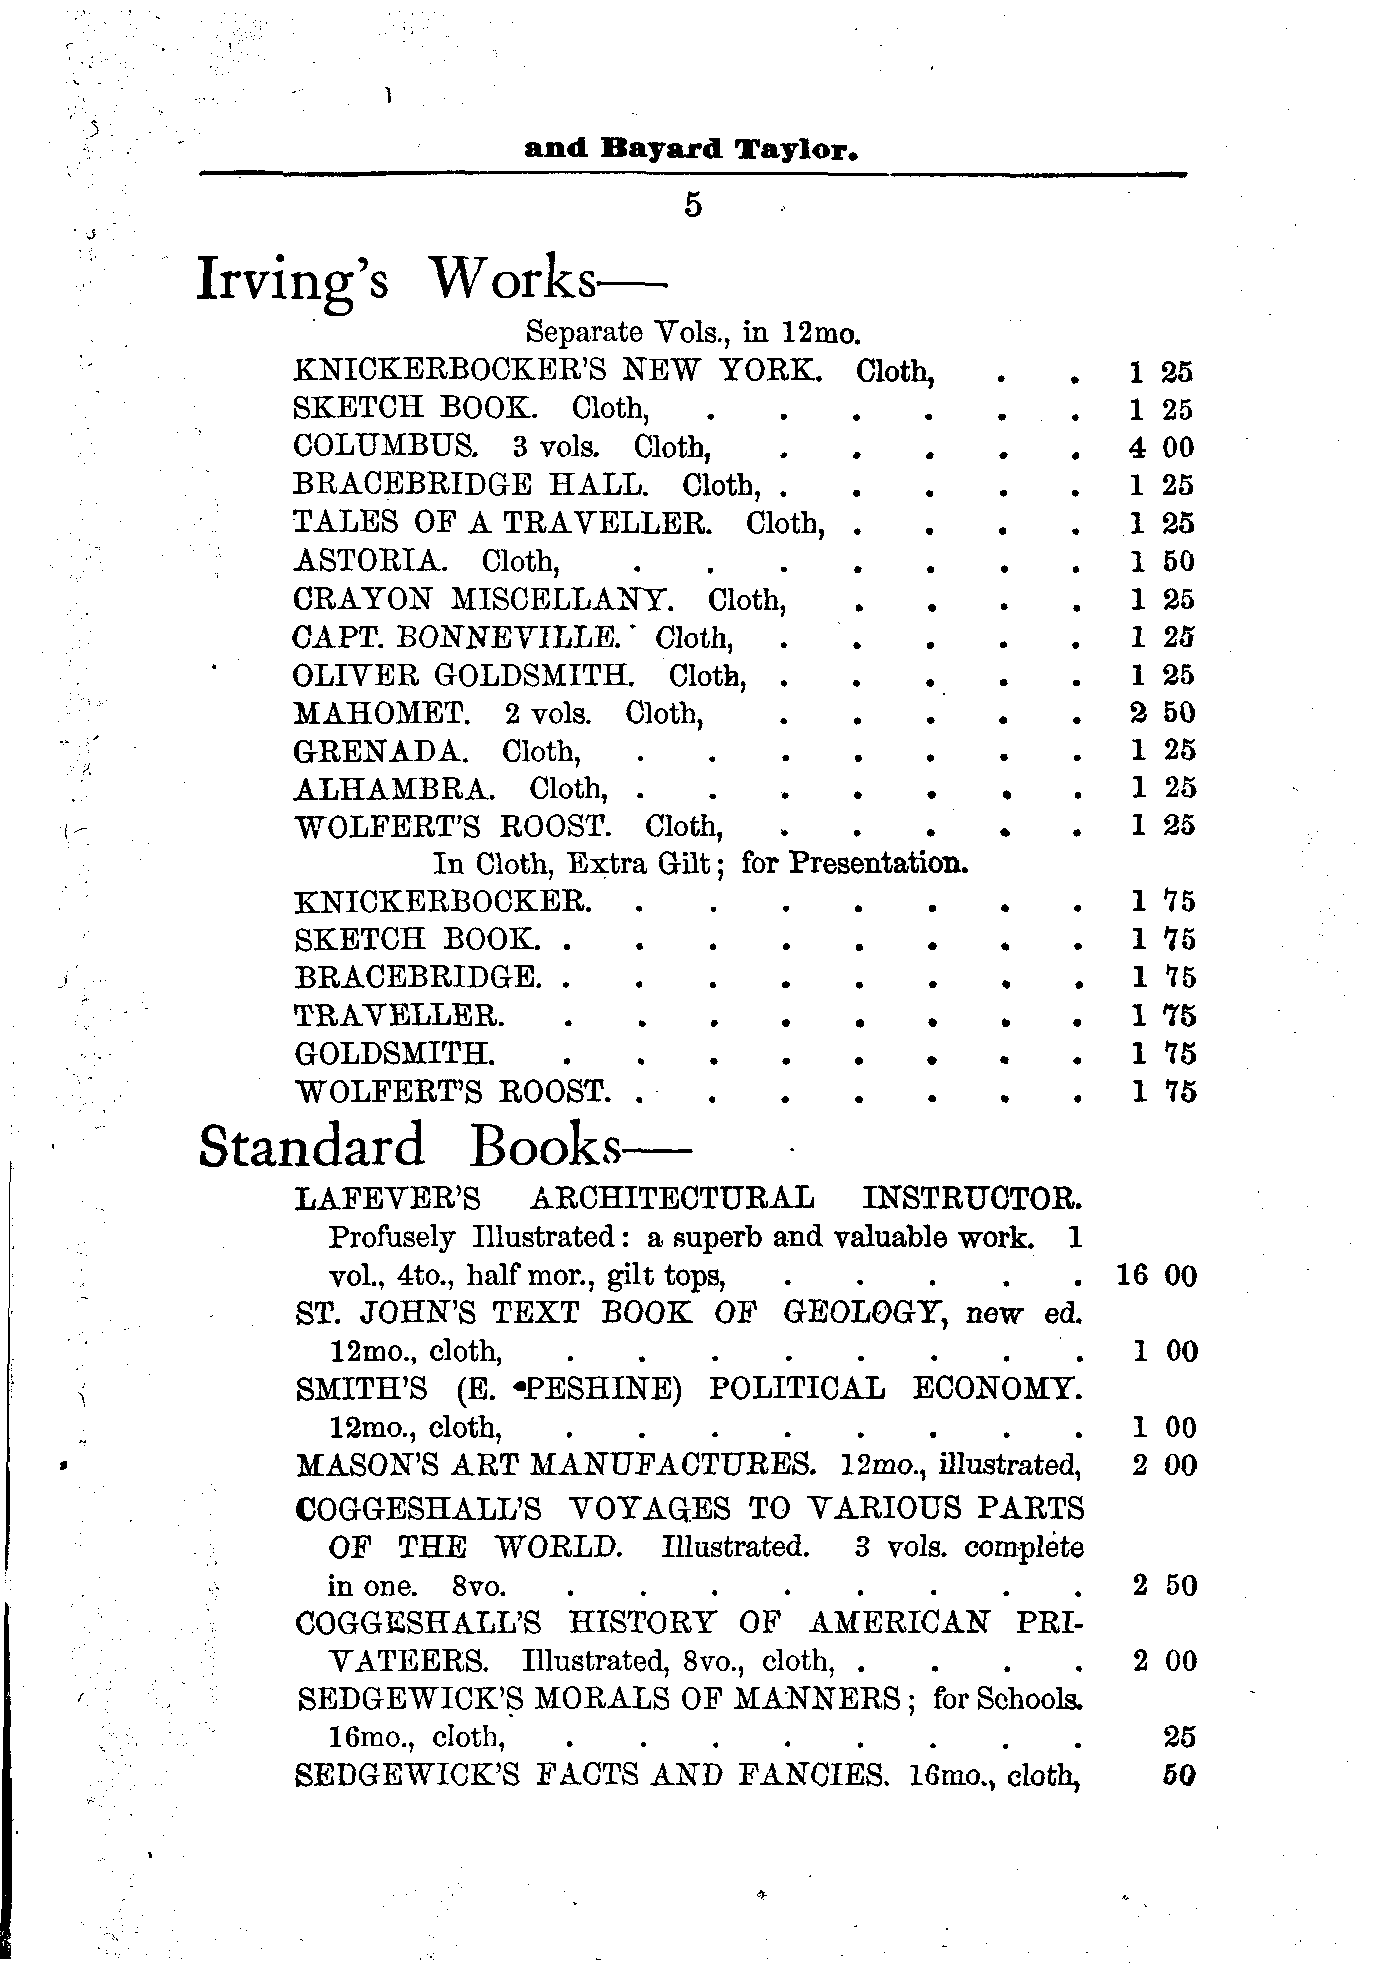 and Bayard Taylor.
5
Irving's Works—
Separate Vols., in 12mo.
KNICKERBOCKER'S NEW YORK. Cloth, . . 1 25
SKETCH BOOK. Cloth, . . . . . . 1 25
COLUMBUS. 3 vols. Cloth, . . . . . 4 00
BRACEBRIDGE HALL. Cloth, . . . . . 1 25
TALES OF A TRAVELLER. Cloth, . . . . 1 25
ASTORIA. Cloth, . . . . . . . 1 50
CRAYON MISCELLANY. Cloth, . . . . 1 25
CAPT. BONNEVILLE. Cloth, . . . . . 1 25
OLIVER GOLDSMITH. Cloth, . . . . . 1 25
MAHOMET. 2 vols. Cloth, . . . . . 2 50
GRENADA. Cloth, . . . . . . . 1 25
ALHAMBRA. Cloth, . . . . . . . 1 25
WOLFERT'S ROOST. Cloth, . . . . . 1 25
In Cloth, Extra Gilt; for Presentation.
KNICKERBOCKER. . . . . . . . 1 75
SKETCH BOOK. . . . . . . . . 1 75
BRACEBRIDGE. . . . . . . . . 1 75
TRAVELLER. . . . . . . . . 1 75
GOLDSMITH. . . . . . . . . 1 75
WOLFERT'S ROOST. . . . . . . . 1 75
Standard Books—
LAFEVER'S ARCHITECTURAL INSTRUCTOR.
Profusely Illustrated: a superb and valuable work. 1
vol., 4to., half mor., gilt tops, . . . . . 16 00
ST. JOHN'S TEXT BOOK OF GEOLOGY, new ed.
12mo., cloth, . . . . . . . . 1 00
SMITH'S (E. PESHINE) POLITICAL ECONOMY.
12mo., cloth, . . . . . . . . 1 00
MASON'S ART MANUFACTURES. 12mo., illustrated, 2 00
COGGESHALL'S VOYAGES TO VARIOUS PARTS
OF THE WORLD. Illustrated. 3 vols. complete
in one. 8vo. . . . . . . . . 2 50
COGGESHALL'S HISTORY OF AMERICAN PRI-
VATEERS. Illustrated, 8vo., cloth, . . . . 2 00
SEDGEWICK'S MORALS OF MANNERS; for Schools.
16mo., cloth, . . . . . . . . 25
SEDGEWICK'S FACTS AND FANCIES. 16mo., cloth, 50